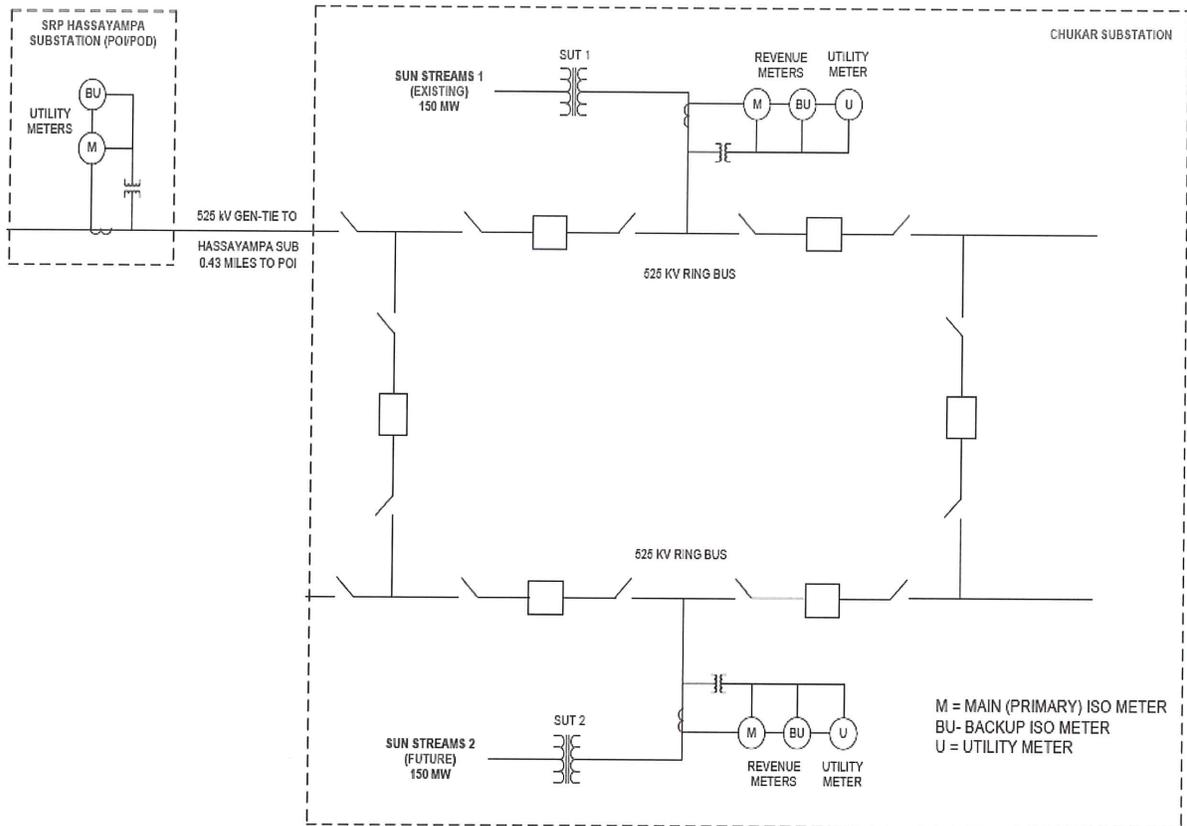 SRP HASSAYAMPA
SUBSTATION (POI/POD)
BU
UTILITY
METERS
M
525 kV GEN-TIE TO
HASSAYAMPA SUB
0.43 MILES TO POI
CHUKAR SUBSTATION
SUT 1
SUN STREAMS 1
(EXISTING)
150 MW
REVENUE
METERS
UTILITY
METER
M
BU
U
525 KV RING BUS
525 KV RING BUS
SUT 2
SUN STREAMS 2
(FUTURE)
150 MW
M
BU
U
REVENUE
METERS
UTILITY
METER
M = MAIN (PRIMARY) ISO METER
BU- BACKUP ISO METER
U = UTILITY METER